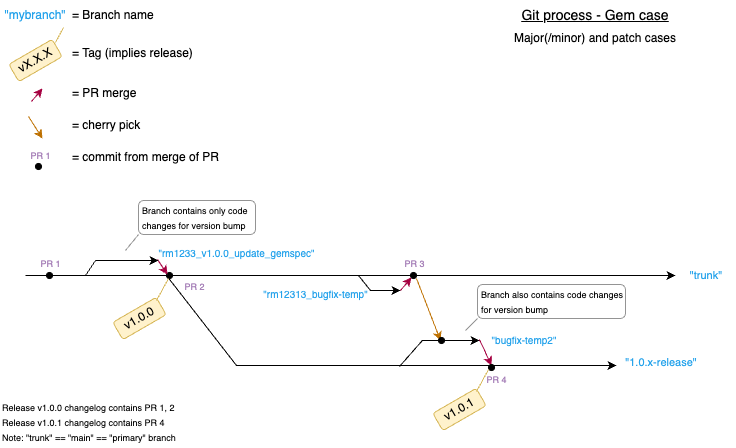 "mybranch" = Branch name
Git process - Gem case
Major(/minor) and patch cases
vX.X.X = Tag (implies release)
= PR merge
= cherry pick
PR 1 = commit from merge of PR
Branch contains only code
changes for version bump
PR 1
"rm1233_v1.0.0_update_gemspec"
PR 3
"trunk"
PR 2
"rm12313_bugfix-temp"
v1.0.0
Branch also contains code changes
for version bump
"bugfix-temp2"
"1.0.x-release"
PR 4
v1.0.1
Release v1.0.0 changelog contains PR 1, 2
Release v1.0.1 changelog contains PR 4
Note: "trunk" == "main" == "primary" branch